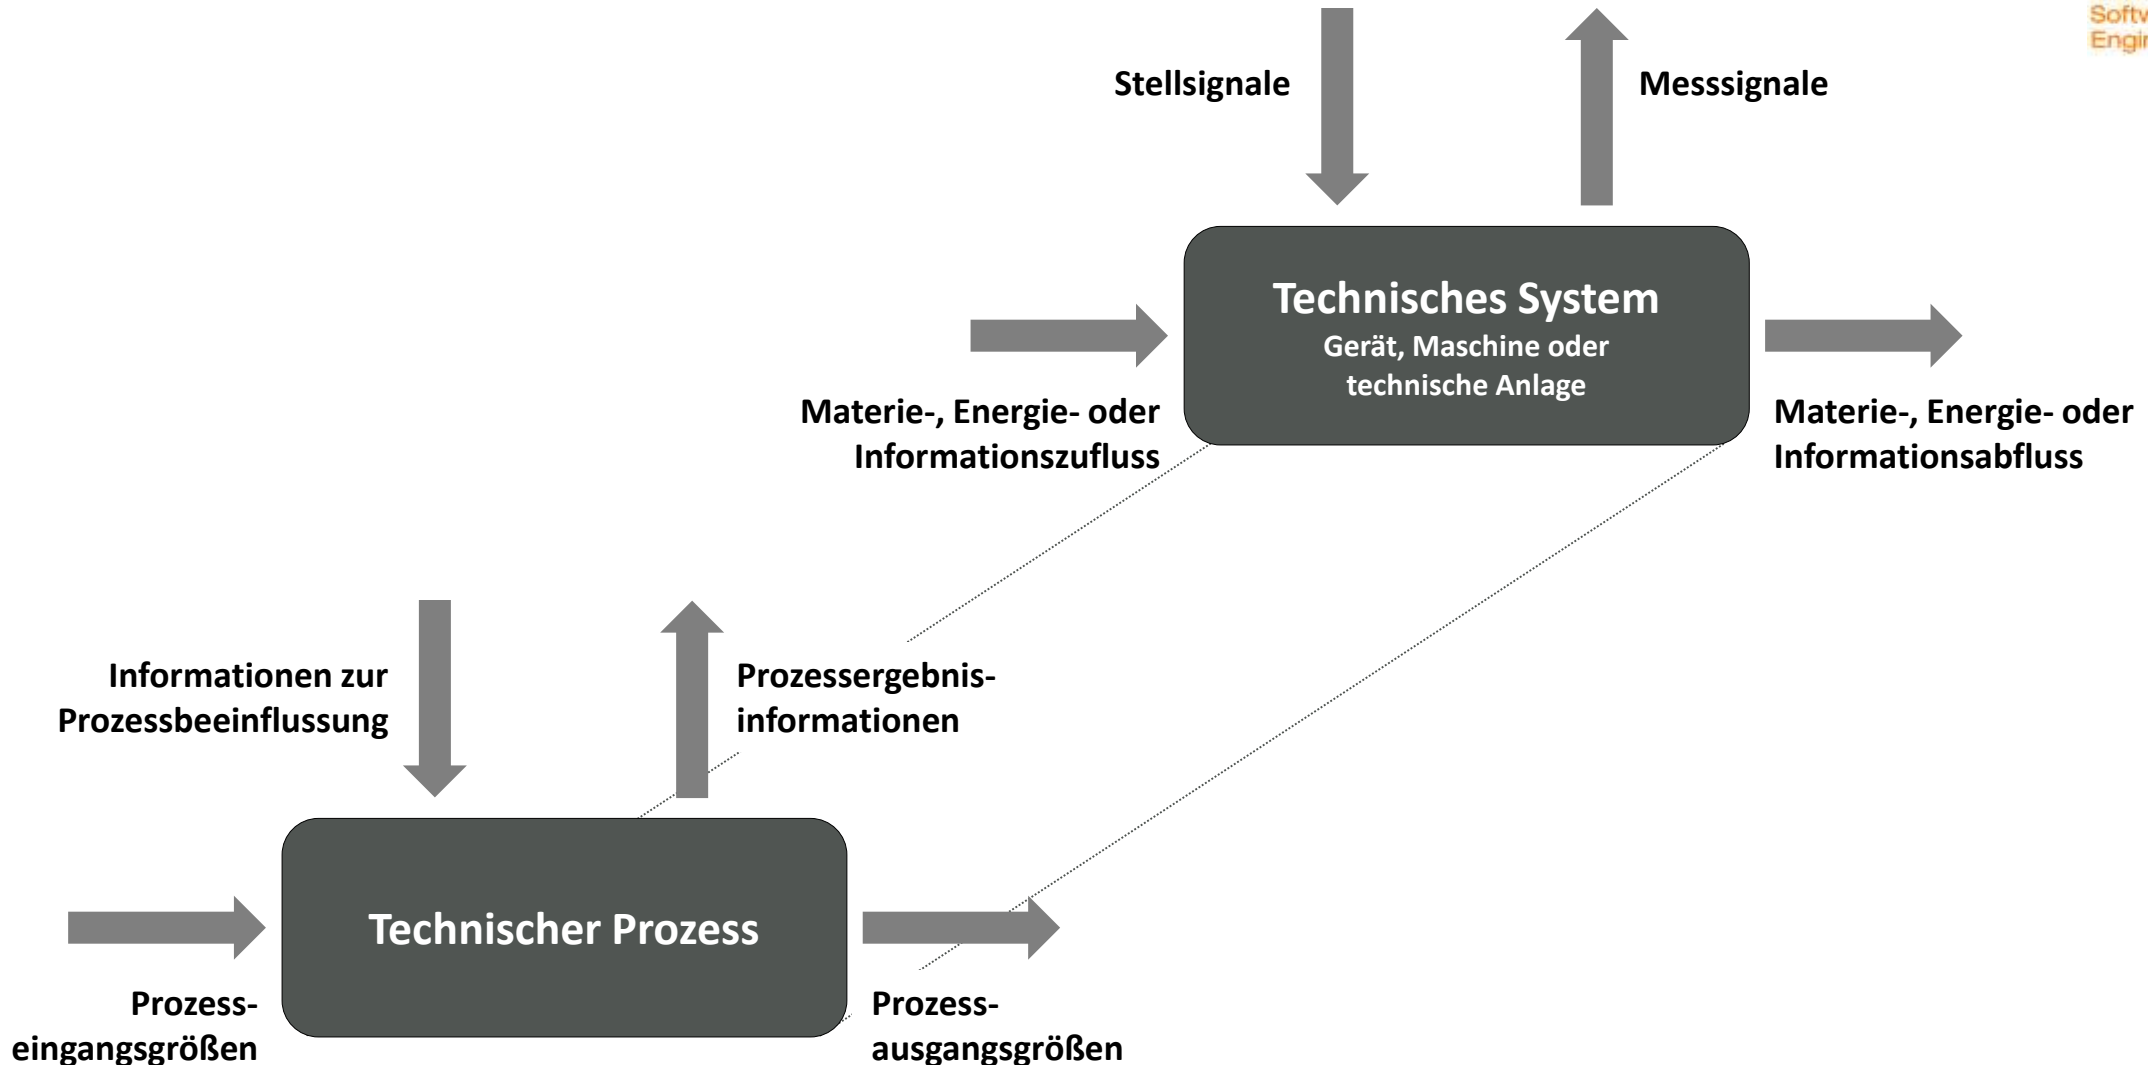 Stellsignale
Messsignale
Technisches System
Gerät, Maschine oder
technische Anlage
Materie-, Energie- oder
Informationszufluss
Materie-, Energie- oder
Informationsabfluss
Informationen zur
Prozessbeeinflussung
Prozessergebnis-
informationen
Technischer Prozess
Prozess-
eingangsgrößen
Prozess-
ausgangsgrößen